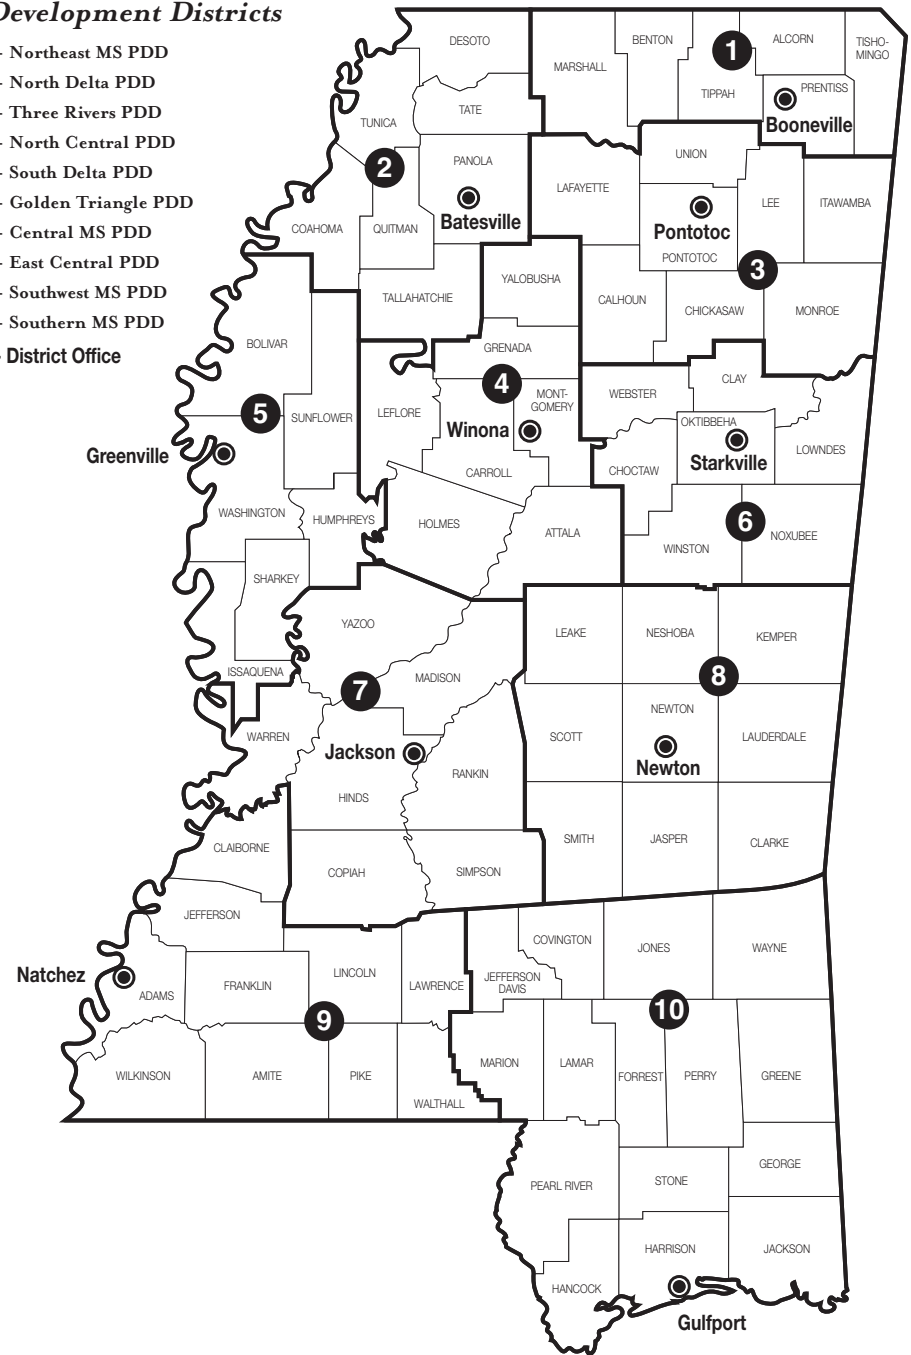 Development Districts
- Northeast MS PDD
- North Delta PDD
- Three Rivers PDD
- North Central PDD
- South Delta PDD
- Golden Triangle PDD
- Central MS PDD
- East Central PDD
- Southwest MS PDD
- Southern MS PDD
District Office
DESOTO
BENTON
1
ALCORN
TISHO-
MINGO
MARSHALL
TIPPAH
PRENTISS
Booneville
TATE
TUNICA
2
PANOLA
UNION
LAFAYETTE
LEE
ITAWAMBA
Batesville
Pontotoc
COAHOMA
QUITMAN
PONTOTOC
3
YALOBUSHA
TALLAHATCHIE
CALHOUN
CHICKASAW
MONROE
BOLIVAR
GRENADA
4
CLAY
WEBSTER
MONT-
GOMERY
5
SUNFLOWER
LEFLORE
Winona
OKTIBBEHA
Greenville
Starkville
LOWNDES
CARROLL
CHOCTAW
WASHINGTON
HUMPHREYS
HOLMES
ATTALA
6
WINSTON
NOXUBEE
SHARKEY
YAZOO
LEAKE
NESHOBA
KEMPER
ISSAQUENA
7
MADISON
8
NEWTON
WARREN
SCOTT
LAUDERDALE
Jackson
Newton
RANKIN
HINDS
CLAIBORNE
SMITH
JASPER
CLARKE
COPIAH
SIMPSON
JEFFERSON
COVINGTON
JONES
WAYNE
Natchez
LINCOLN
JEFFERSON
DAVIS
ADAMS
FRANKLIN
LAWRENCE
9
10
WILKINSON
AMITE
PIKE
WALTHALL
MARION
LAMAR
FORREST
PERRY
GREENE
GEORGE
PEARL RIVER
STONE
HARRISON
JACKSON
HANCOCK
Gulfport